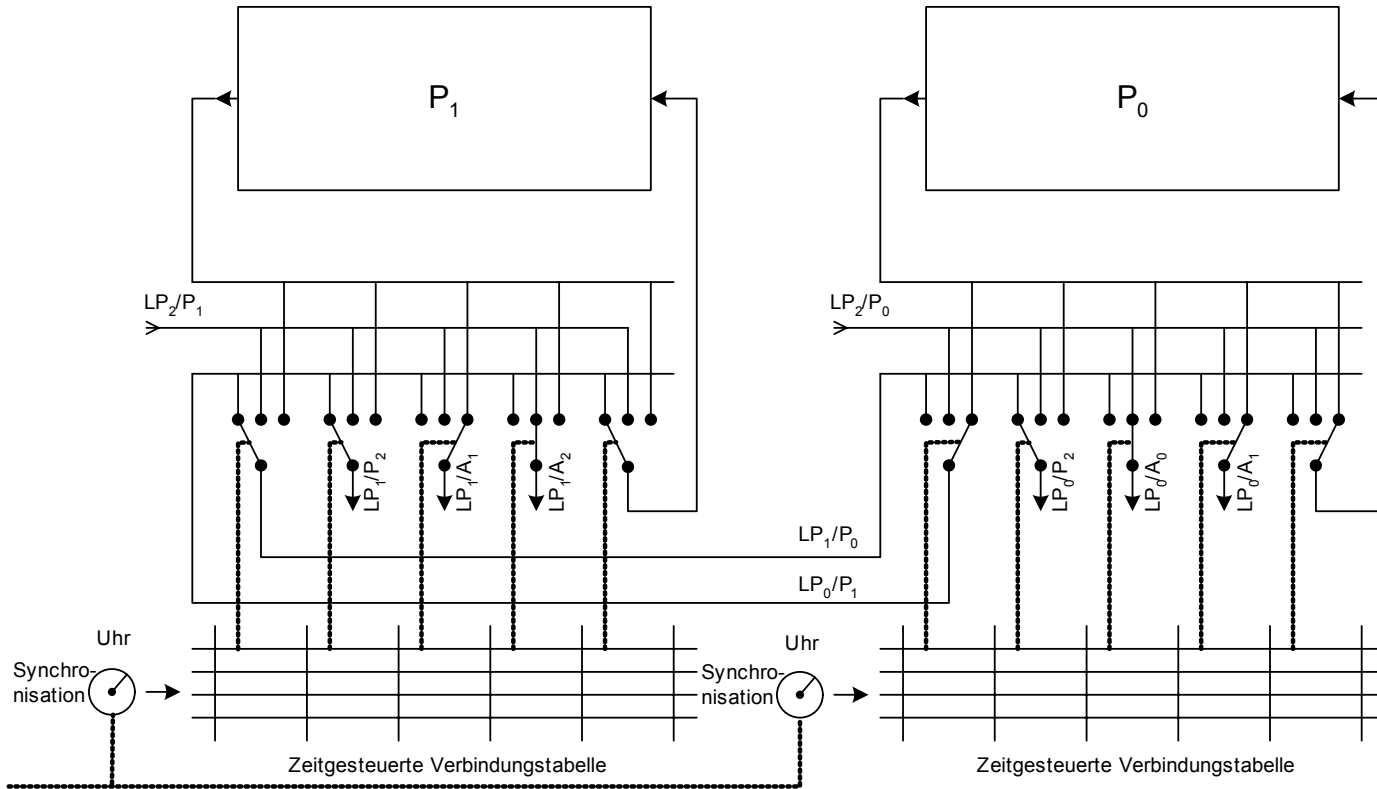 P1
P0
LP2/P1
LP2/P0
LP1/P2
LP1/A1
LP1/A2
LP0/P2
LP0/A0
LP0/A1
LP1/P0
LP0/P1
Uhr
Synchro-
nisation
Uhr
Synchro-
nisation
Zeitgesteuerte Verbindungstabelle
Zeitgesteuerte Verbindungstabelle